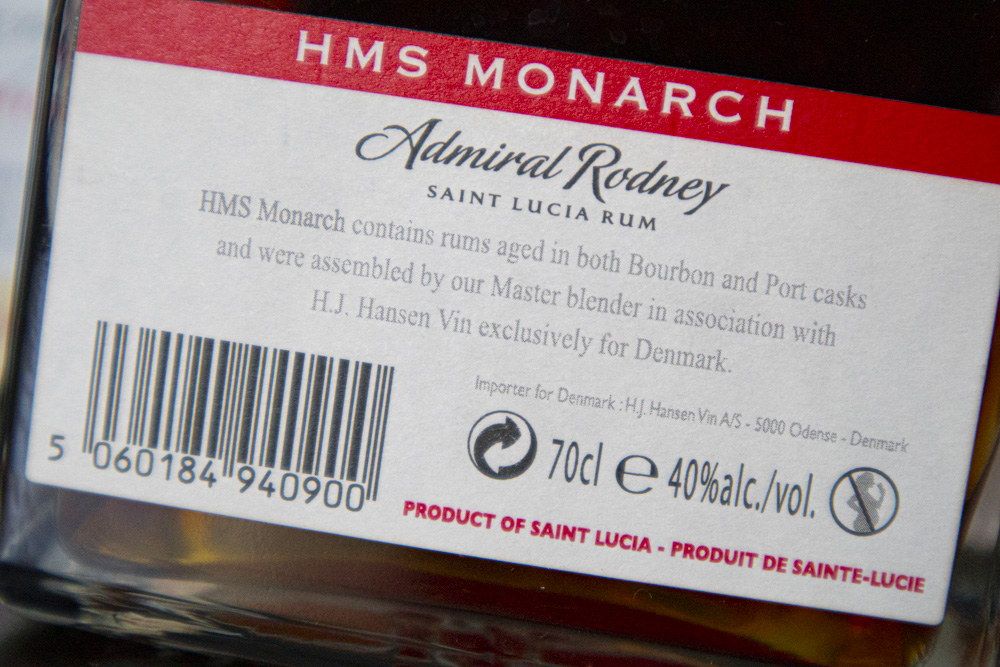 HMS MONARCH
Admiral Rodney
SAINT LUCIA RUM
HMS Monarch contains rums aged in both Bourbon and Port casks
and were assembled by our Master blender in association with
H.J. Hansen Vin exclusively for Denmark.
Importer for Denmark : H.J. Hansen Vin A/S - 5000 Odense - Denmark
70cl ℮ 40%alc./vol.
5 060184 940900
PRODUCT OF SAINT LUCIA - PRODUIT DE SAINTE-LUCIE